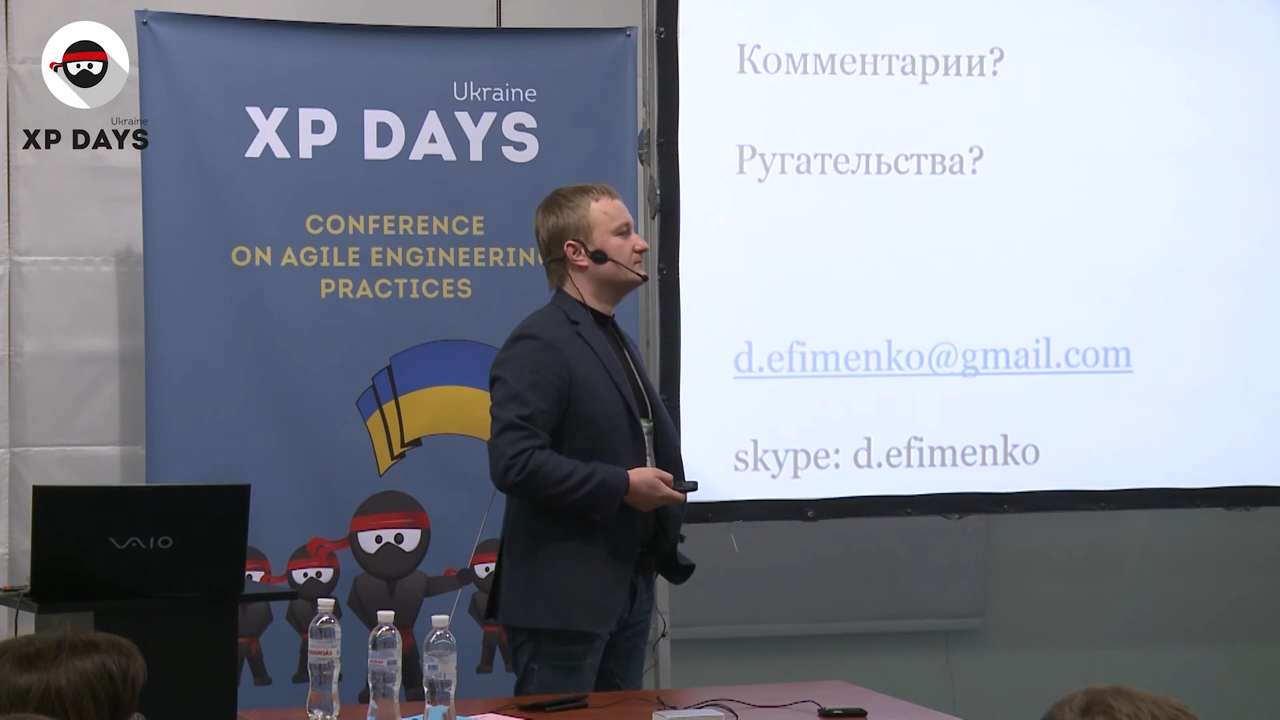 Ukraine
XP DAYS
Ukraine
XP DAYS
CONFERENCE
ON AGILE ENGINEERING
PRACTICES
Комментарии?
Ругательства?
d.efimenko@gmail.com
skype: d.efimenko
VAIO